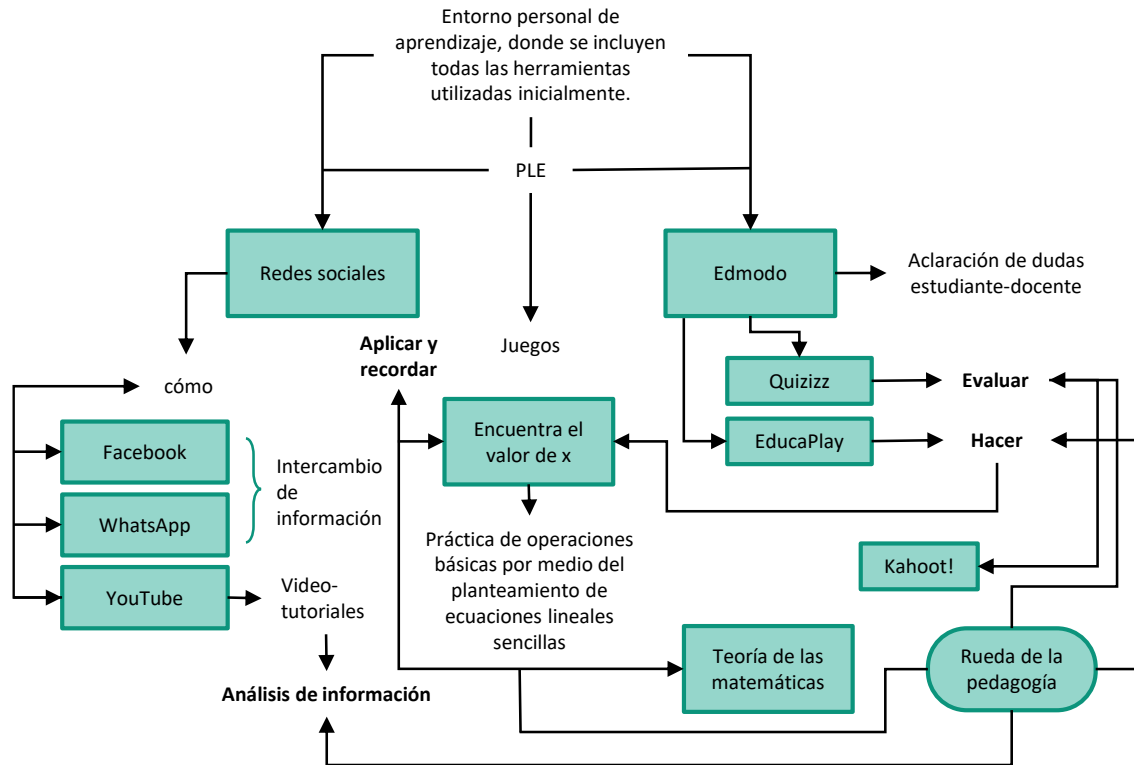 Entorno personal de
aprendizaje, donde se incluyen
todas las herramientas
utilizadas inicialmente.
PLE
Redes sociales
Edmodo
Aclaración de dudas
estudiante-docente
Aplicar y
recordar
Juegos
cómo
Quizizz
Evaluar
Encuentra el
valor de x
EducaPlay
Hacer
Facebook
WhatsApp
Intercambio
de
información
YouTube
Video-
tutoriales
Práctica de operaciones
básicas por medio del
planteamiento de
ecuaciones lineales
sencillas
Kahoot!
Análisis de información
Teoría de las
matemáticas
Rueda de la
pedagogía